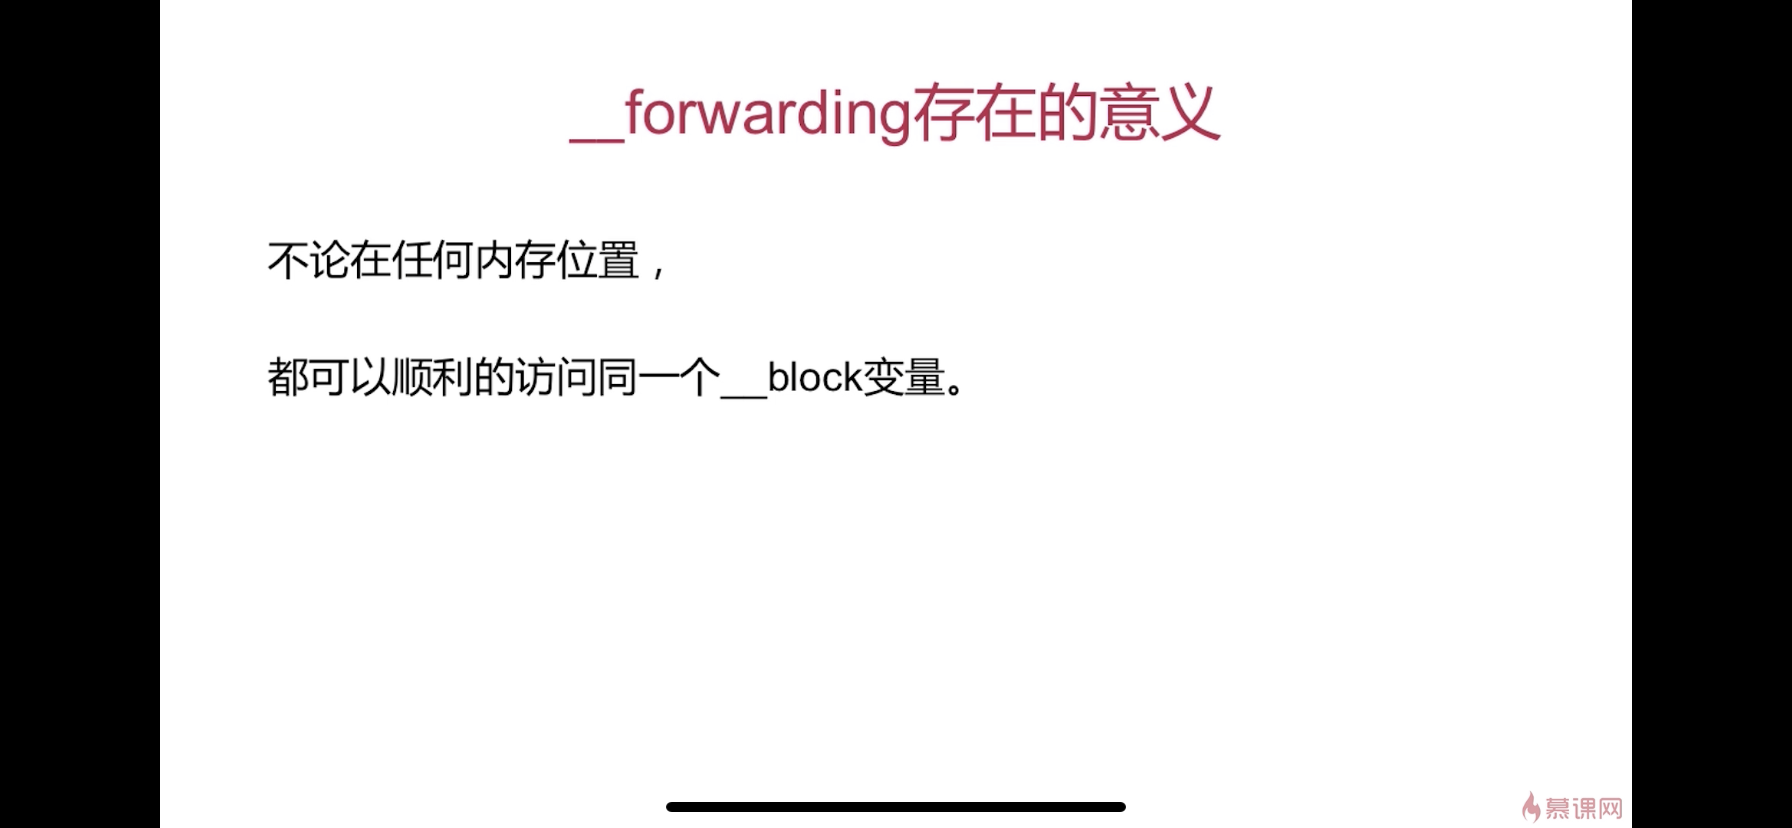 __forwarding存在的意义
不论在任何内存位置，
都可以顺利的访问同一个__block变量。
慕课网